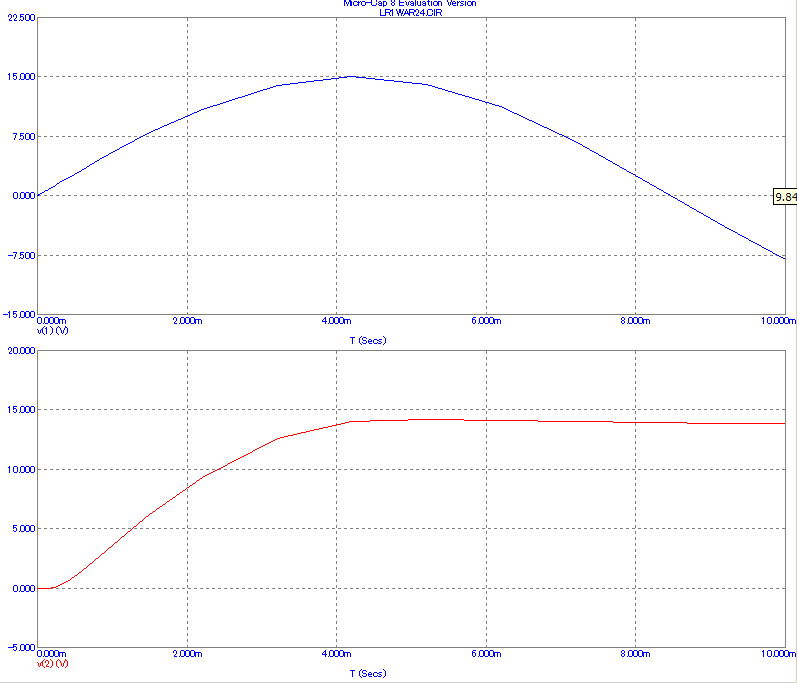 Micro-Cap 8 Evaluation Version
LR1WAR24.CIR
22.500
15.000
7.500
0.000
9.84
-7.500
-15.000
0.000m 2.000m 4.000m 6.000m 8.000m 10.000m
v(1) (V)
T (Secs)
20.000
15.000
10.000
5.000
0.000
-5.000
0.000m 2.000m 4.000m 6.000m 8.000m 10.000m
v(2) (V)
T (Secs)